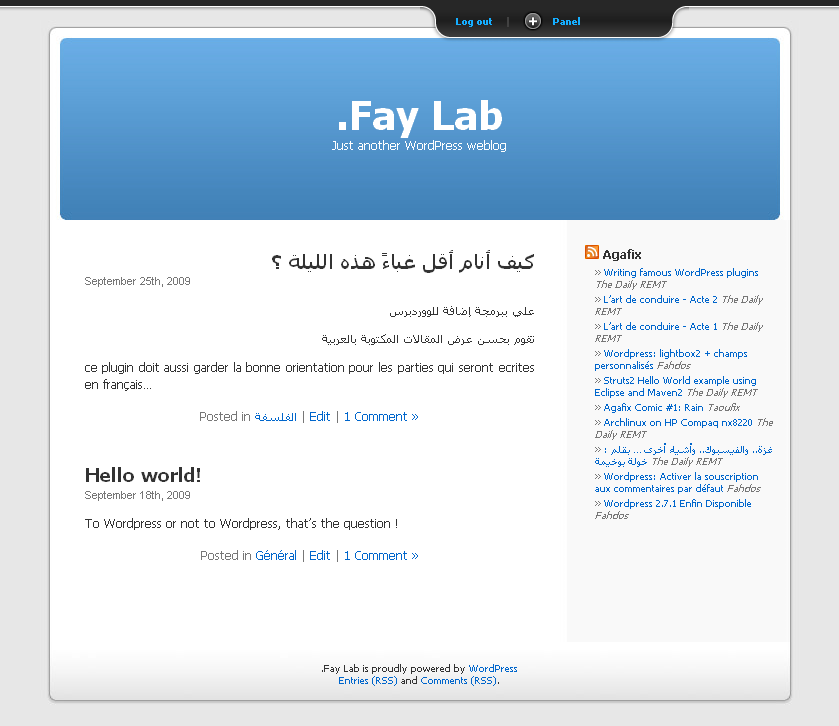 Log out | Panel
.Fay Lab
Just another WordPress weblog
كيف أنام أقل غباءً هذه الليلة ؟
September 25th, 2009
علي ببرمجة إضافة للووردبرس
تقوم بحسن عرض المقالات المكتوبة بالعربية
ce plugin doit aussi garder la bonne orientation pour les parties qui seront ecrites
en français...
Posted in الفلسفة | Edit | 1 Comment »
Hello world!
September 18th, 2009
To Wordpress or not to Wordpress, that's the question !
Posted in Général | Edit | 1 Comment »
Agafix
» Writing famous WordPress plugins
The Daily REMT
» L'art de conduire - Acte 2 The Daily
REMT
» L'art de conduire - Acte 1 The Daily
REMT
» Wordpress: lightbox2 + champs
personnalisés Fahdos
» Struts2 Hello World example using
Eclipse and Maven2 The Daily REMT
» Agafix Comic #1: Rain Taoufix
» Archlinux on HP Compaq nx8220 The
Daily REMT
» غزة.. والفيسبوك.. وأشياء أخرى ... بقلم :
خولة بوخيمة The Daily REMT
» Wordpress: Activer la souscription
aux commentaires par défaut Fahdos
» Wordpress 2.7.1 Enfin Disponible
Fahdos
.Fay Lab is proudly powered by WordPress
Entries (RSS) and Comments (RSS).